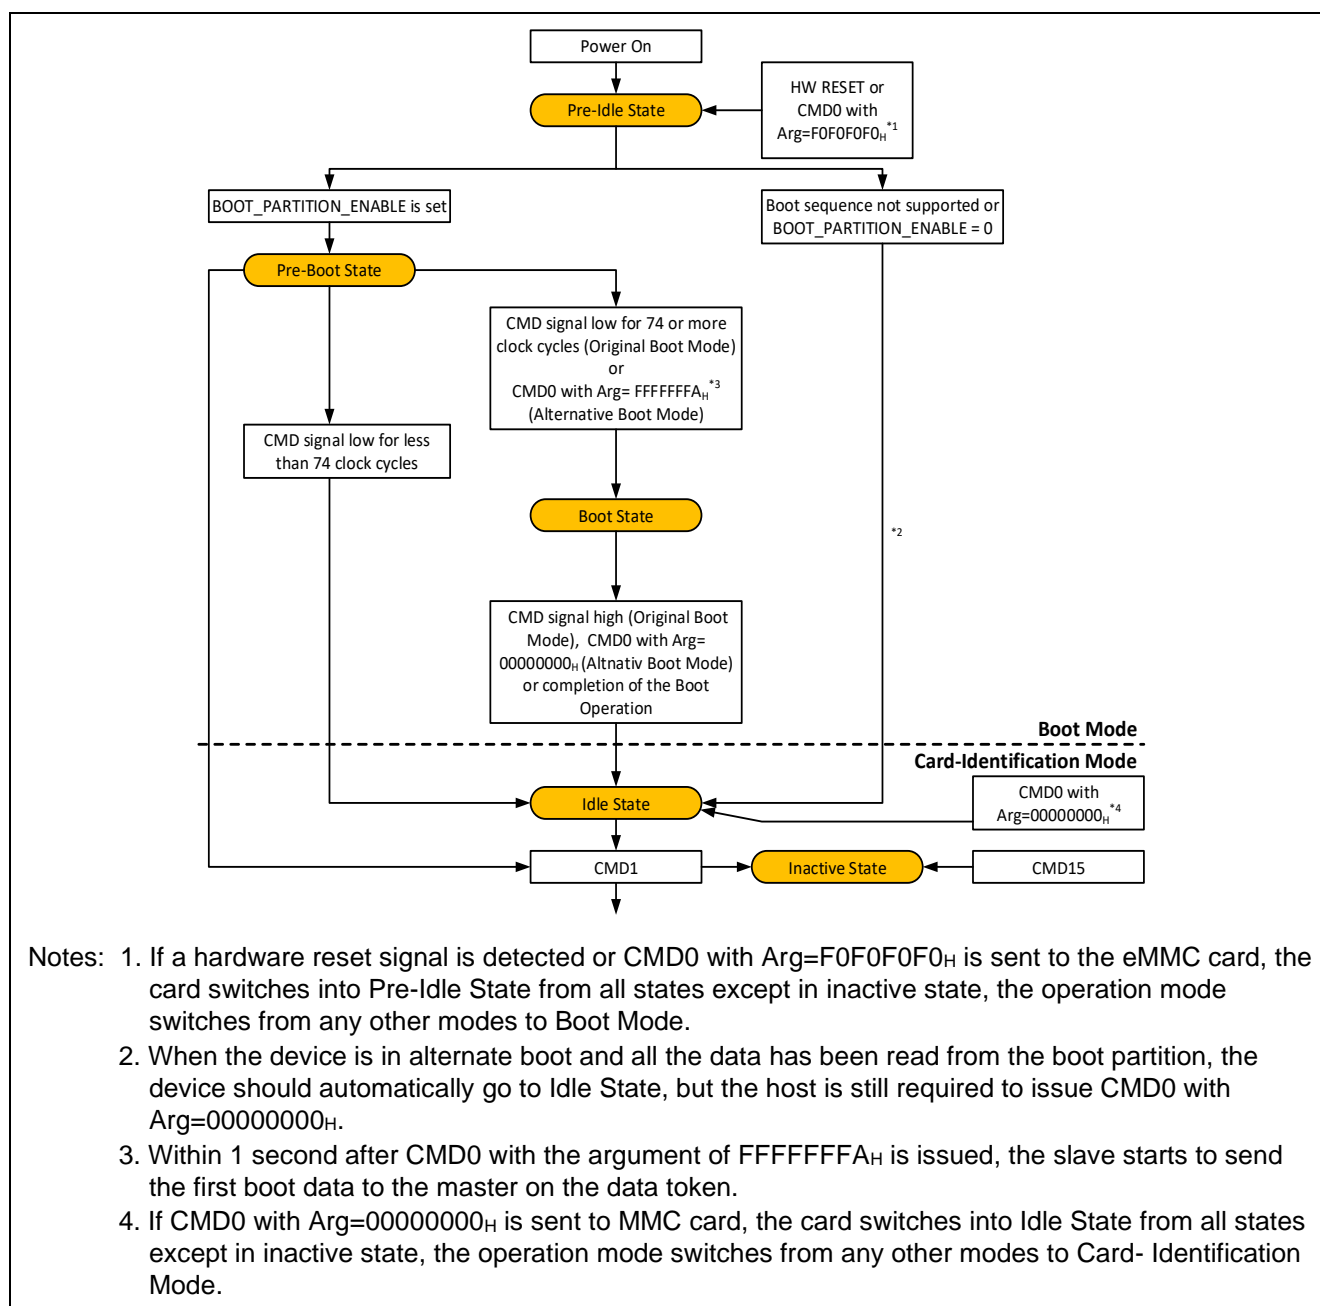 Power On
HW RESET or
CMD0 with
Arg=F0F0F0F0H*1
Pre-Idle State
BOOT_PARTITION_ENABLE is set
Boot sequence not supported or
BOOT_PARTITION_ENABLE = 0
Pre-Boot State
CMD signal low for 74 or more
clock cycles (Original Boot Mode)
or
CMD0 with Arg= FFFFFFFAH*3
(Alternative Boot Mode)
CMD signal low for less
than 74 clock cycles
Boot State
*2
CMD signal high (Original Boot
Mode), CMD0 with Arg=
00000000H (Altnativ Boot Mode)
or completion of the Boot
Operation
Boot Mode
Card-Identification Mode
Idle State
CMD0 with
Arg=00000000H*4
CMD1
Inactive State
CMD15
Notes: 1. If a hardware reset signal is detected or CMD0 with Arg=F0F0F0F0H is sent to the eMMC card, the
card switches into Pre-Idle State from all states except in inactive state, the operation mode
switches from any other modes to Boot Mode.
2. When the device is in alternate boot and all the data has been read from the boot partition, the
device should automatically go to Idle State, but the host is still required to issue CMD0 with
Arg=00000000H.
3. Within 1 second after CMD0 with the argument of FFFFFFFAH is issued, the slave starts to send
the first boot data to the master on the data token.
4. If CMD0 with Arg=00000000H is sent to MMC card, the card switches into Idle State from all states
except in inactive state, the operation mode switches from any other modes to Card- Identification
Mode.